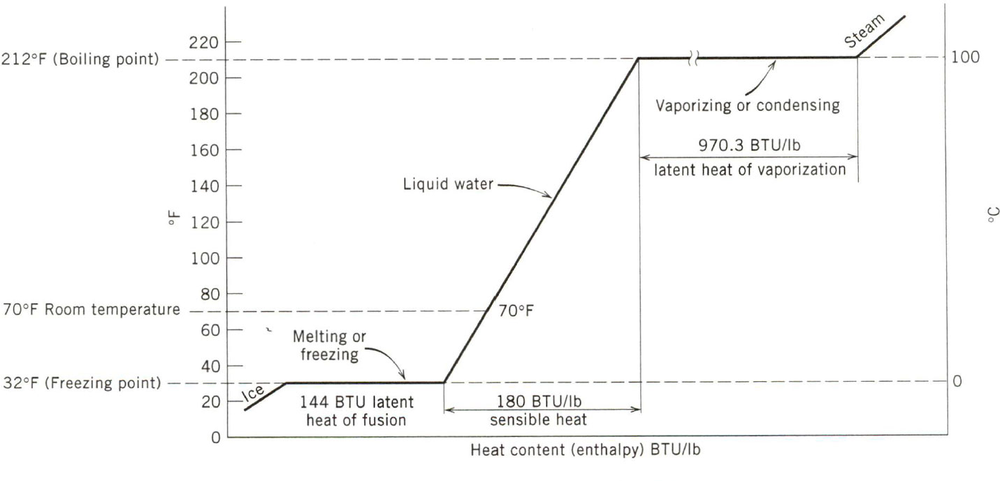 220
Steam
212°F (Boiling point)
100
200
180
Vaporizing or condensing
160
970.3 BTU/lb
latent heat of vaporization
140
Liquid water
°F
120
°C
100
80
70°F Room temperature
70°F
60
Melting or
freezing
40
32°F (Freezing point)
0
Ice
20
144 BTU latent
heat of fusion
180 BTU/lb
sensible heat
0
Heat content (enthalpy) BTU/lb